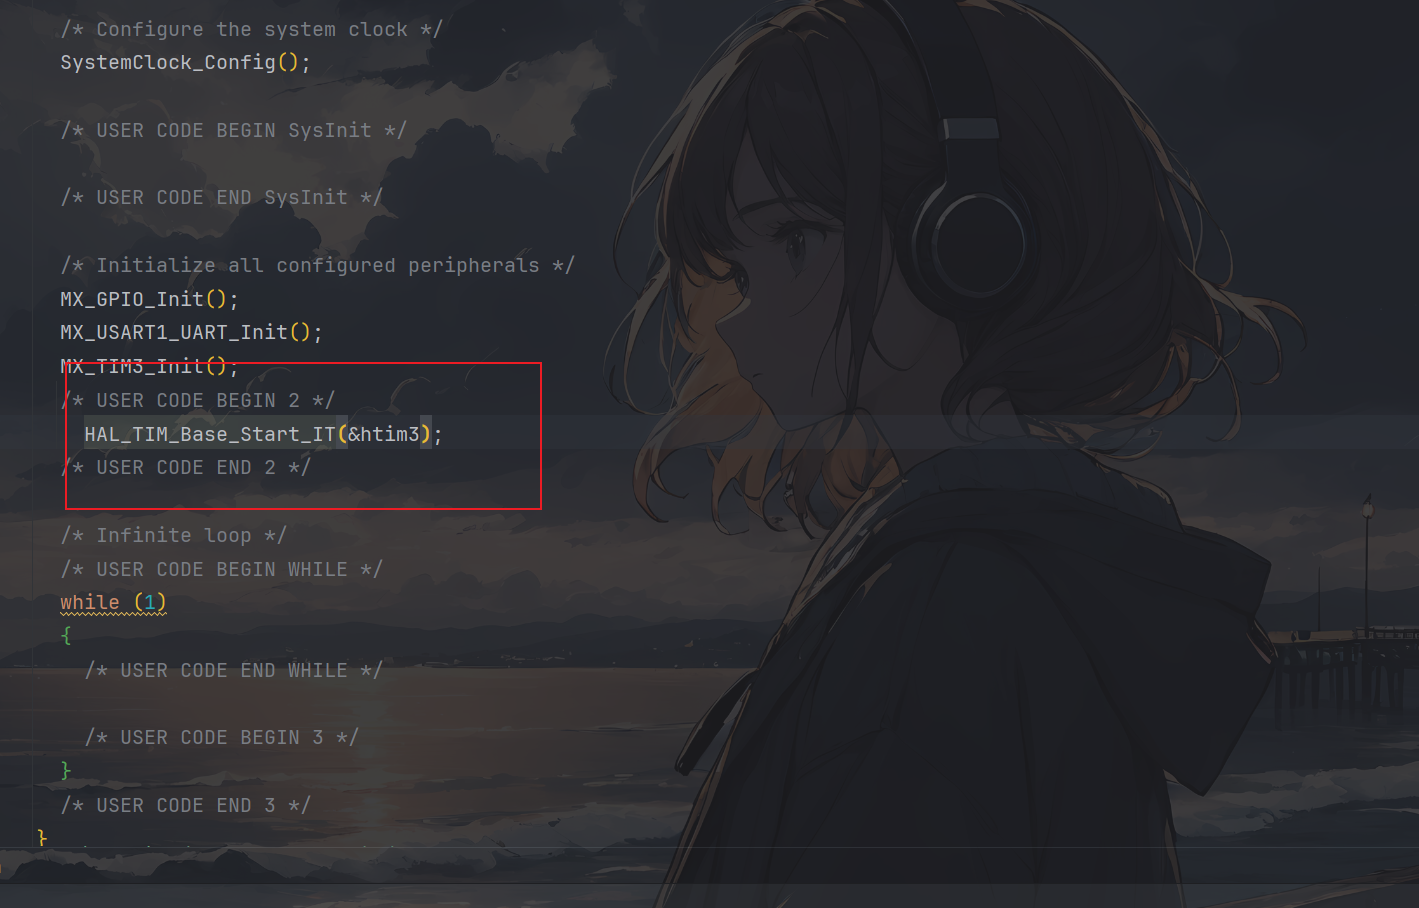 /* Configure the system clock */
SystemClock_Config();
/* USER CODE BEGIN SysInit */
/* USER CODE END SysInit */
/* Initialize all configured peripherals */
MX_GPIO_Init();
MX_USART1_UART_Init();
MX_TIM3_Init();
/* USER CODE BEGIN 2 */
HAL_TIM_Base_Start_IT(&htim3);
/* USER CODE END 2 */
/* Infinite loop */
/* USER CODE BEGIN WHILE */
while (1)
{
/* USER CODE END WHILE */
/* USER CODE BEGIN 3 */
}
/* USER CODE END 3 */
}